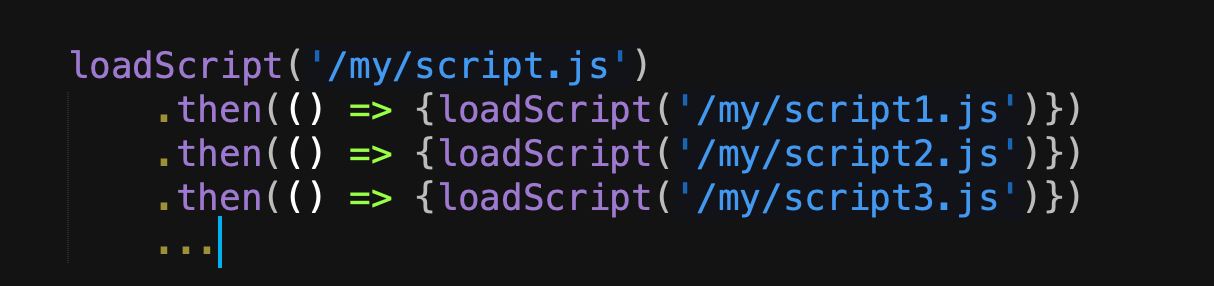 loadScript('/my/script.js')
.then(() => {loadScript('/my/script1.js')})
.then(() => {loadScript('/my/script2.js')})
.then(() => {loadScript('/my/script3.js')})
...